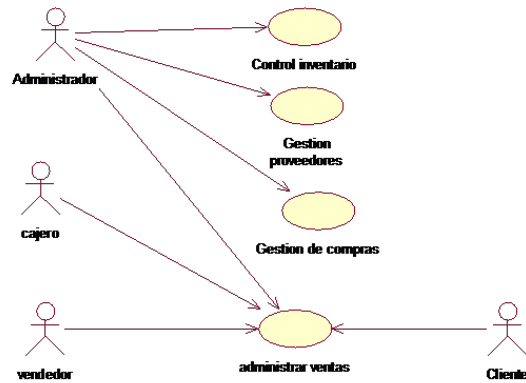 Control inventario
Administrador
Gestion
proveedores
cajero
Gestion de compras
vendedor
administrar ventas
Cliente